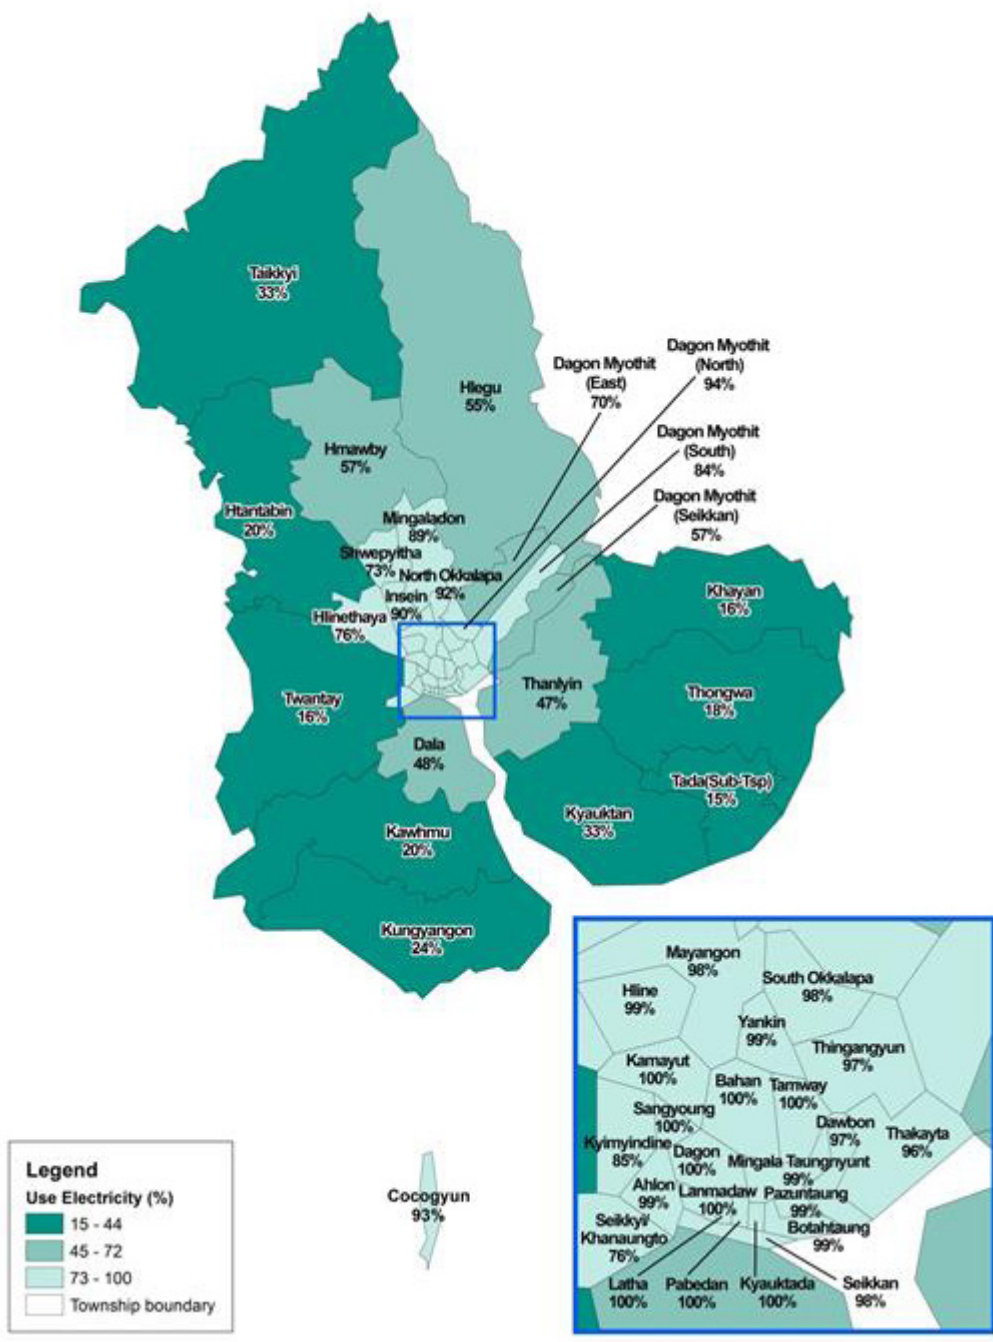 Taikkyi
33%
Hlegu
55%
Dagon Myothit
(East)
70%
Dagon Myothit
(North)
94%
Dagon Myothit
(South)
84%
Dagon Myothit
(Seikkan)
57%
Hmawby
57%
Htantabin
20%
Mingaladon
89%
Shwepyitha
73%
North Okkalapa
92%
Insein
90%
Hlinethaya
76%
Khayan
16%
Twantay
16%
Thanlyin
47%
Thongwa
18%
Dala
48%
Tada(Sub-Tsp)
15%
Kyauktan
33%
Kawhmu
20%
Kungyangon
24%
Cocogyun
93%
Mayangon
98%
South Okkalapa
98%
Hline
99%
Yankin
99%
Thingangyun
97%
Kamayut
100%
Bahan
100%
Tamway
100%
Sangyoung
100%
Dawbon
97%
Thakayta
96%
Kyimyindine
85%
Dagon
100%
Mingala Taungnyunt
99%
Ahlon
99%
Lanmadaw
100%
Pazuntaung
99%
Seikkyi/
Khanaungto
76%
Botahtaung
99%
Latha
100%
Pabedan
100%
Kyauktada
100%
Seikkan
98%
Legend
Use Electricity (%)
15 - 44
45 - 72
73 - 100
Township boundary